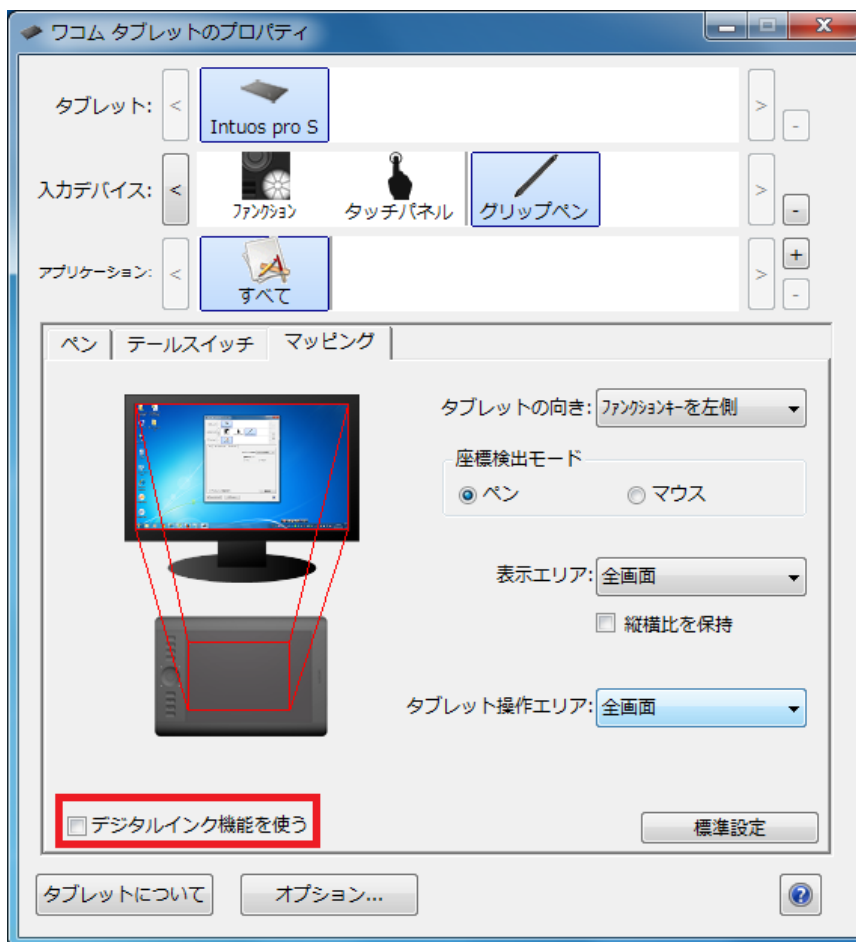 ワコム タブレットのプロパティ
タブレット:
<
Intuos pro S
>
-
入力デバイス:
<
ファンクション
タッチパネル
グリップペン
>
-
アプリケーション:
<
すべて
>
+
-
ペン
テールスイッチ
マッピング
タブレットの向き:
ファンクションキーを左側
座標検出モード
ペン
マウス
表示エリア:
全画面
縦横比を保持
タブレット操作エリア:
全画面
デジタルインク機能を使う
標準設定
タブレットについて
オプション...
?